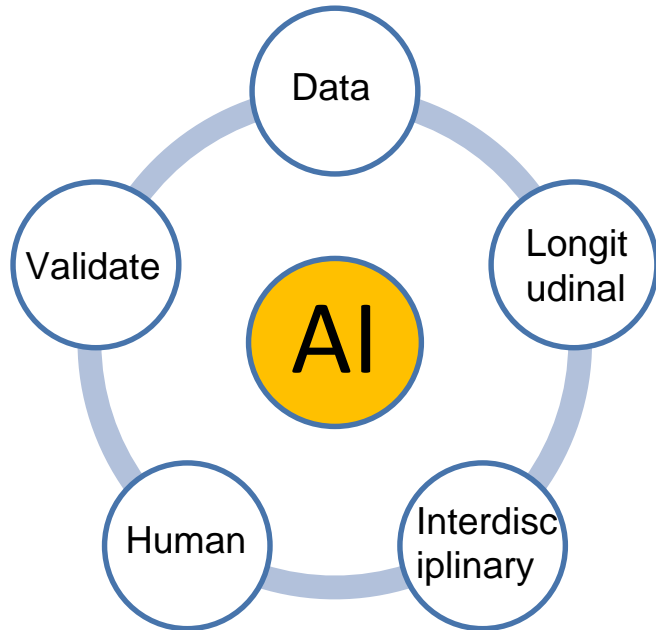 Data
Longit
udinal
Validate
AI
Interdisc
iplinary
Human